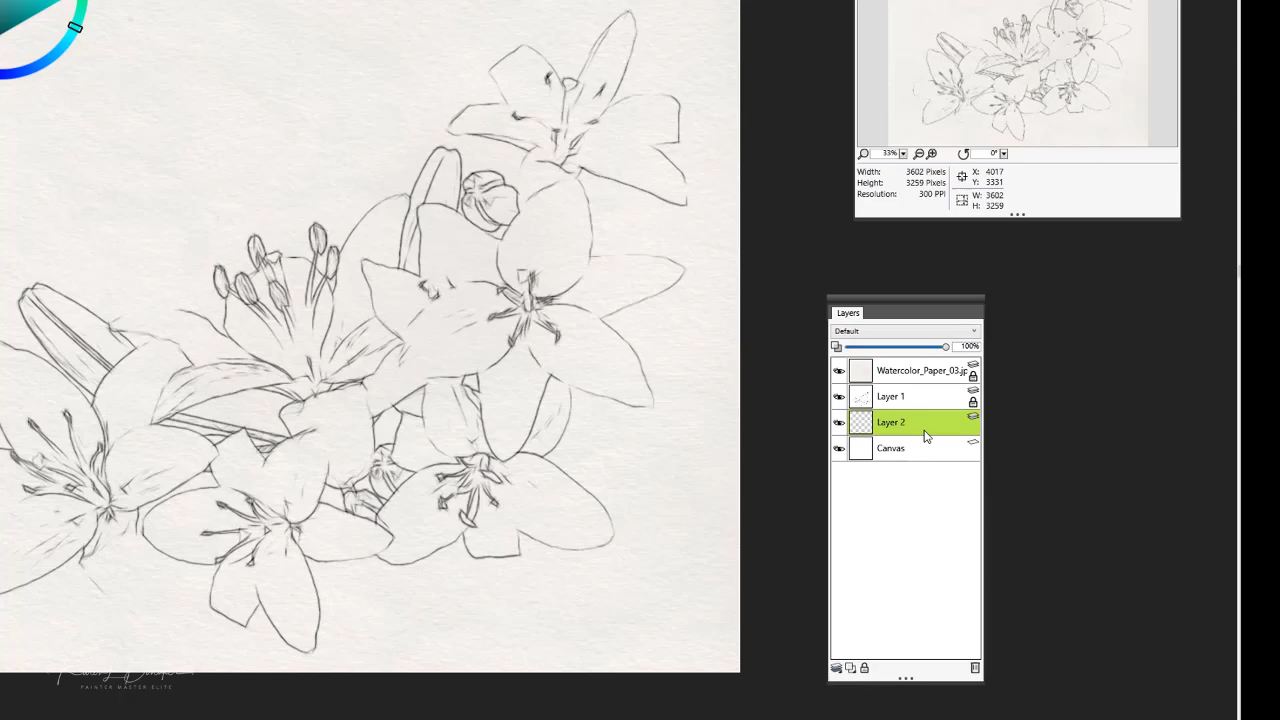 33%
0°
Width: 3602 Pixels
Height: 3259 Pixels
Resolution: 300 PPI
X: 4017
Y: 3331
W: 3602
H: 3259
Layers
Default
100%
Watercolor_Paper_03.jp
Layer 1
Layer 2
Canvas
PAINTER MASTER ELITE